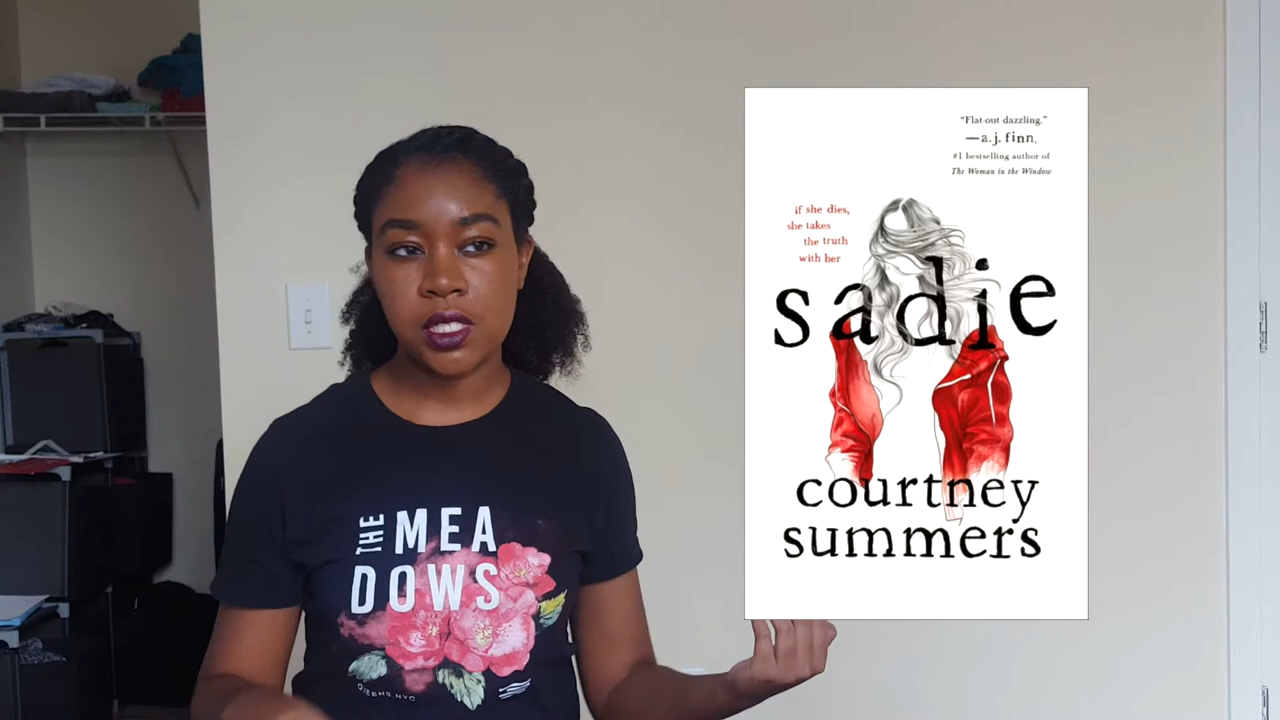 THE
MEA
DOWS
QUEENS, NYC
"Flat-out dazzling."
—a.j. finn,
#1 bestselling author of
The Woman in the Window
if she dies,
she takes
the truth
with her
sadie
courtney
summers